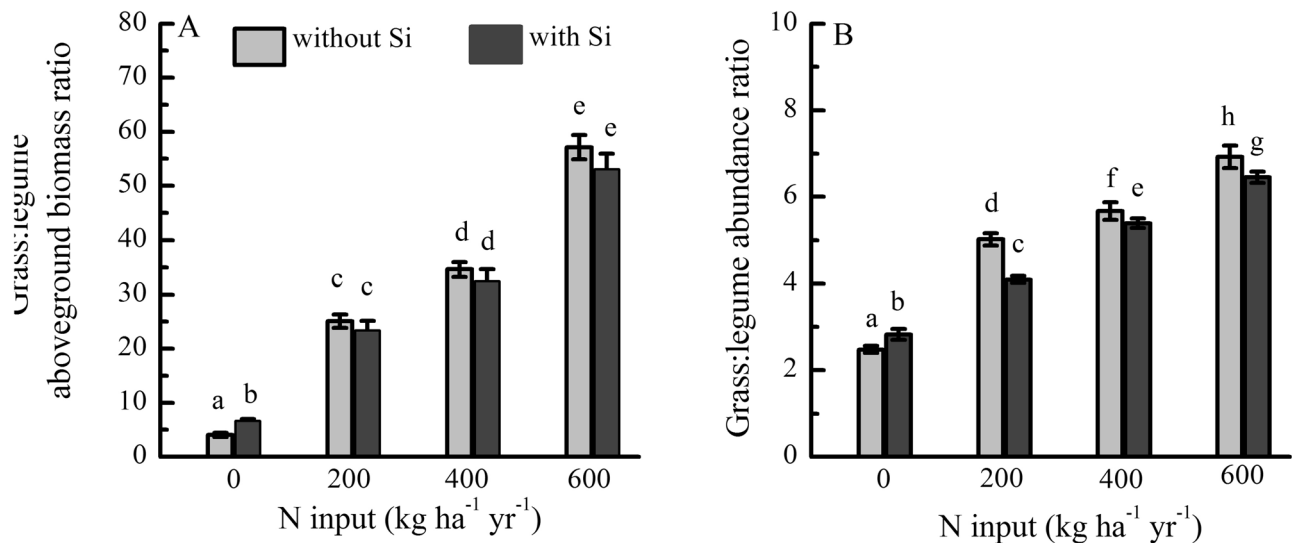 A
without Si
with Si
80
70
60
50
40
30
20
10
0
aboveground biomass ratio
a b c c d d e e
0 200 400 600
N input (kg ha⁻¹ yr⁻¹)
B
10
8
6
4
2
0
Grass:legume abundance ratio
a b d c f e h g
0 200 400 600
N input (kg ha⁻¹ yr⁻¹)